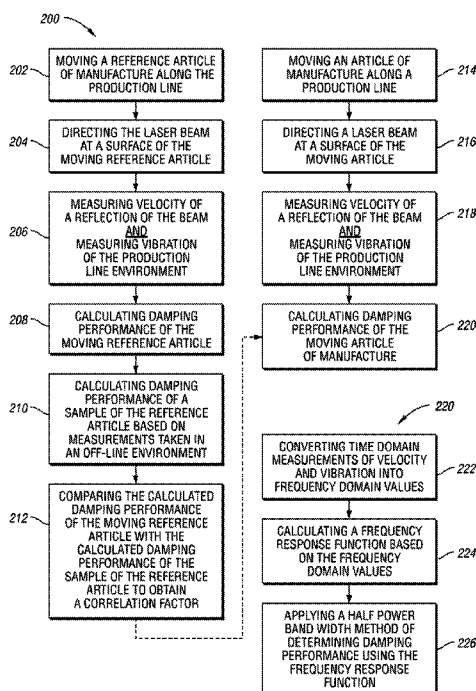 200
202
MOVING A REFERENCE ARTICLE
OF MANUFACTURE ALONG THE
PRODUCTION LINE
204
DIRECTING THE LASER BEAM
AT A SURFACE OF THE
MOVING REFERENCE ARTICLE
206
MEASURING VELOCITY OF
A REFLECTION OF THE BEAM
AND
MEASURING VIBRATION
OF THE PRODUCTION
LINE ENVIRONMENT
208
CALCULATING DAMPING
PERFORMANCE OF THE
MOVING REFERENCE ARTICLE
210
CALCULATING DAMPING
PERFORMANCE OF A
SAMPLE OF THE REFERENCE
ARTICLE BASED ON
MEASUREMENTS TAKEN IN
AN OFF-LINE ENVIRONMENT
212
COMPARING THE CALCULATED
DAMPING PERFORMANCE
OF THE MOVING REFERENCE
ARTICLE WITH THE
CALCULATED DAMPING
PERFORMANCE OF THE
SAMPLE OF THE REFERENCE
ARTICLE TO OBTAIN
A CORRELATION FACTOR
MOVING AN ARTICLE OF
MANUFACTURE ALONG A
PRODUCTION LINE
214
DIRECTING A LASER BEAM
AT A SURFACE OF THE
MOVING ARTICLE
216
MEASURING VELOCITY OF
A REFLECTION OF THE BEAM
AND
MEASURING VIBRATION
OF THE PRODUCTION
LINE ENVIRONMENT
218
CALCULATING DAMPING
PERFORMANCE OF THE
MOVING ARTICLE
OF MANUFACTURE
220
220
CONVERTING TIME DOMAIN
MEASUREMENTS OF VELOCITY
AND VIBRATION INTO
FREQUENCY DOMAIN VALUES
222
CALCULATING A FREQUENCY
RESPONSE FUNCTION BASED
ON THE FREQUENCY
DOMAIN VALUES
224
APPLYING A HALF POWER
BAND WIDTH METHOD OF
DETERMINING DAMPING
PERFORMANCE USING THE
FREQUENCY RESPONSE
FUNCTION
226